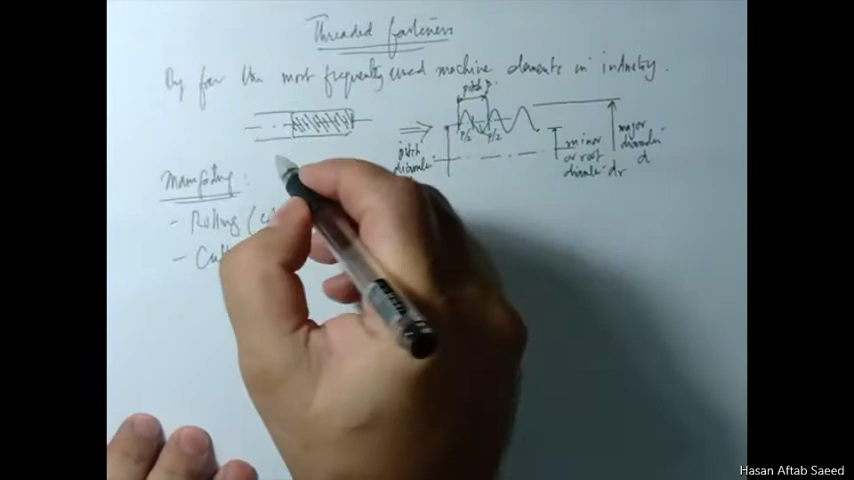 Threaded fasteners
By far the most frequently used machine elements in industry.
pitch P
P/2 P/2
pitch
diameter
minor
or root
diameter dr
major
diameter
d
Manufacturing:
- Rolling (
- Cut
Hasan Aftab Saeed